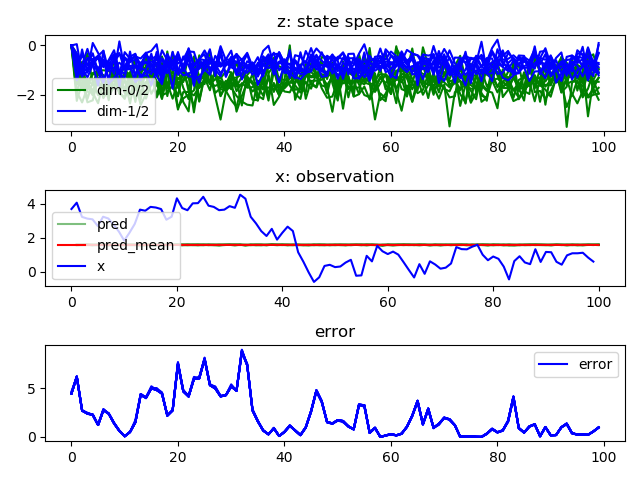 z: state space
0
−2
dim-0/2
dim-1/2
0 20 40 60 80 100
x: observation
4
2
0
pred
pred_mean
x
0 20 40 60 80 100
error
5
0
error
0 20 40 60 80 100